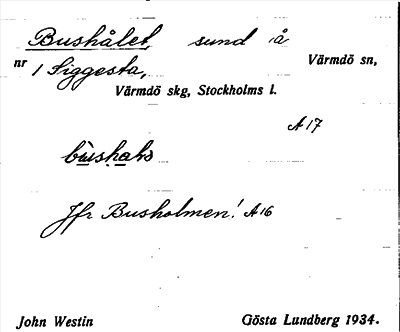 Bushålet, sund i å
nr 1 Siggesta,
Värmdö sn,
Värmdö skg, Stockholms l.
A 17
Jfr Busholmen! A 16
John Westin
Gösta Lundberg 1934.